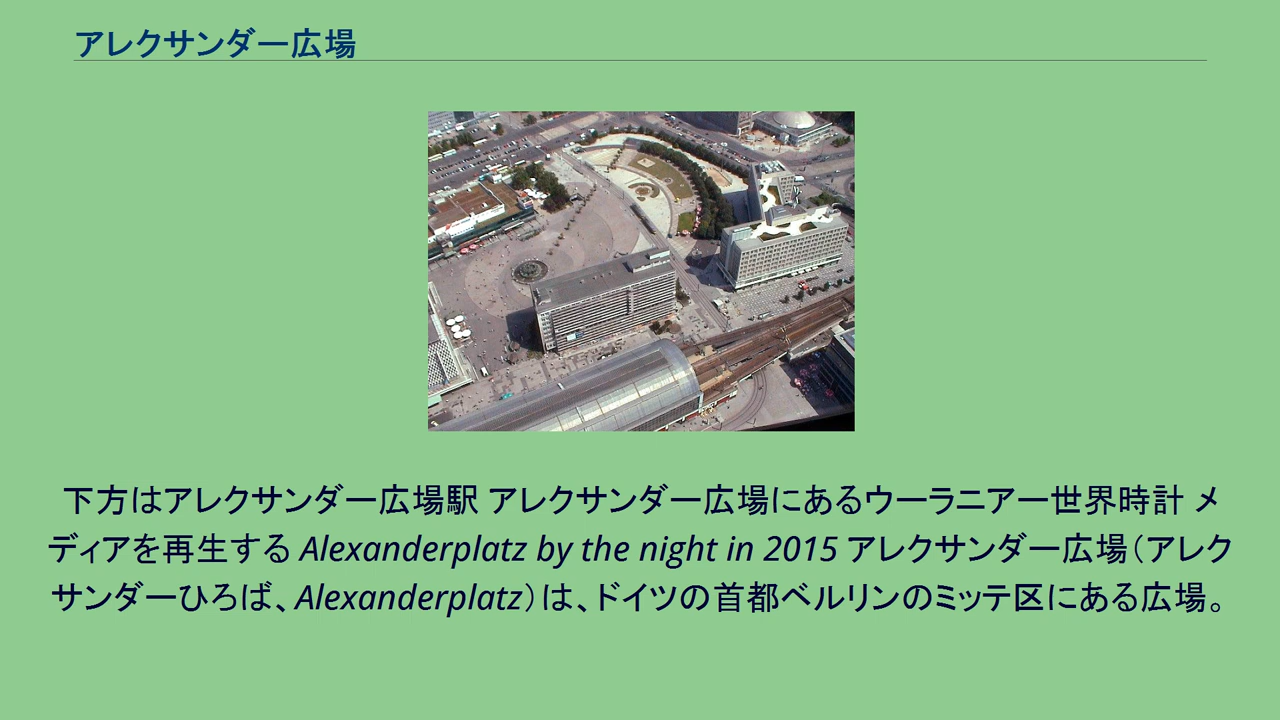 アレクサンダー広場
下方はアレクサンダー広場駅 アレクサンダー広場にあるウーラニアー世界時計 メ
ディアを再生する Alexanderplatz by the night in 2015 アレクサンダー広場（アレク
サンダーひろば、Alexanderplatz）は、ドイツの首都ベルリンのミッテ区にある広場。